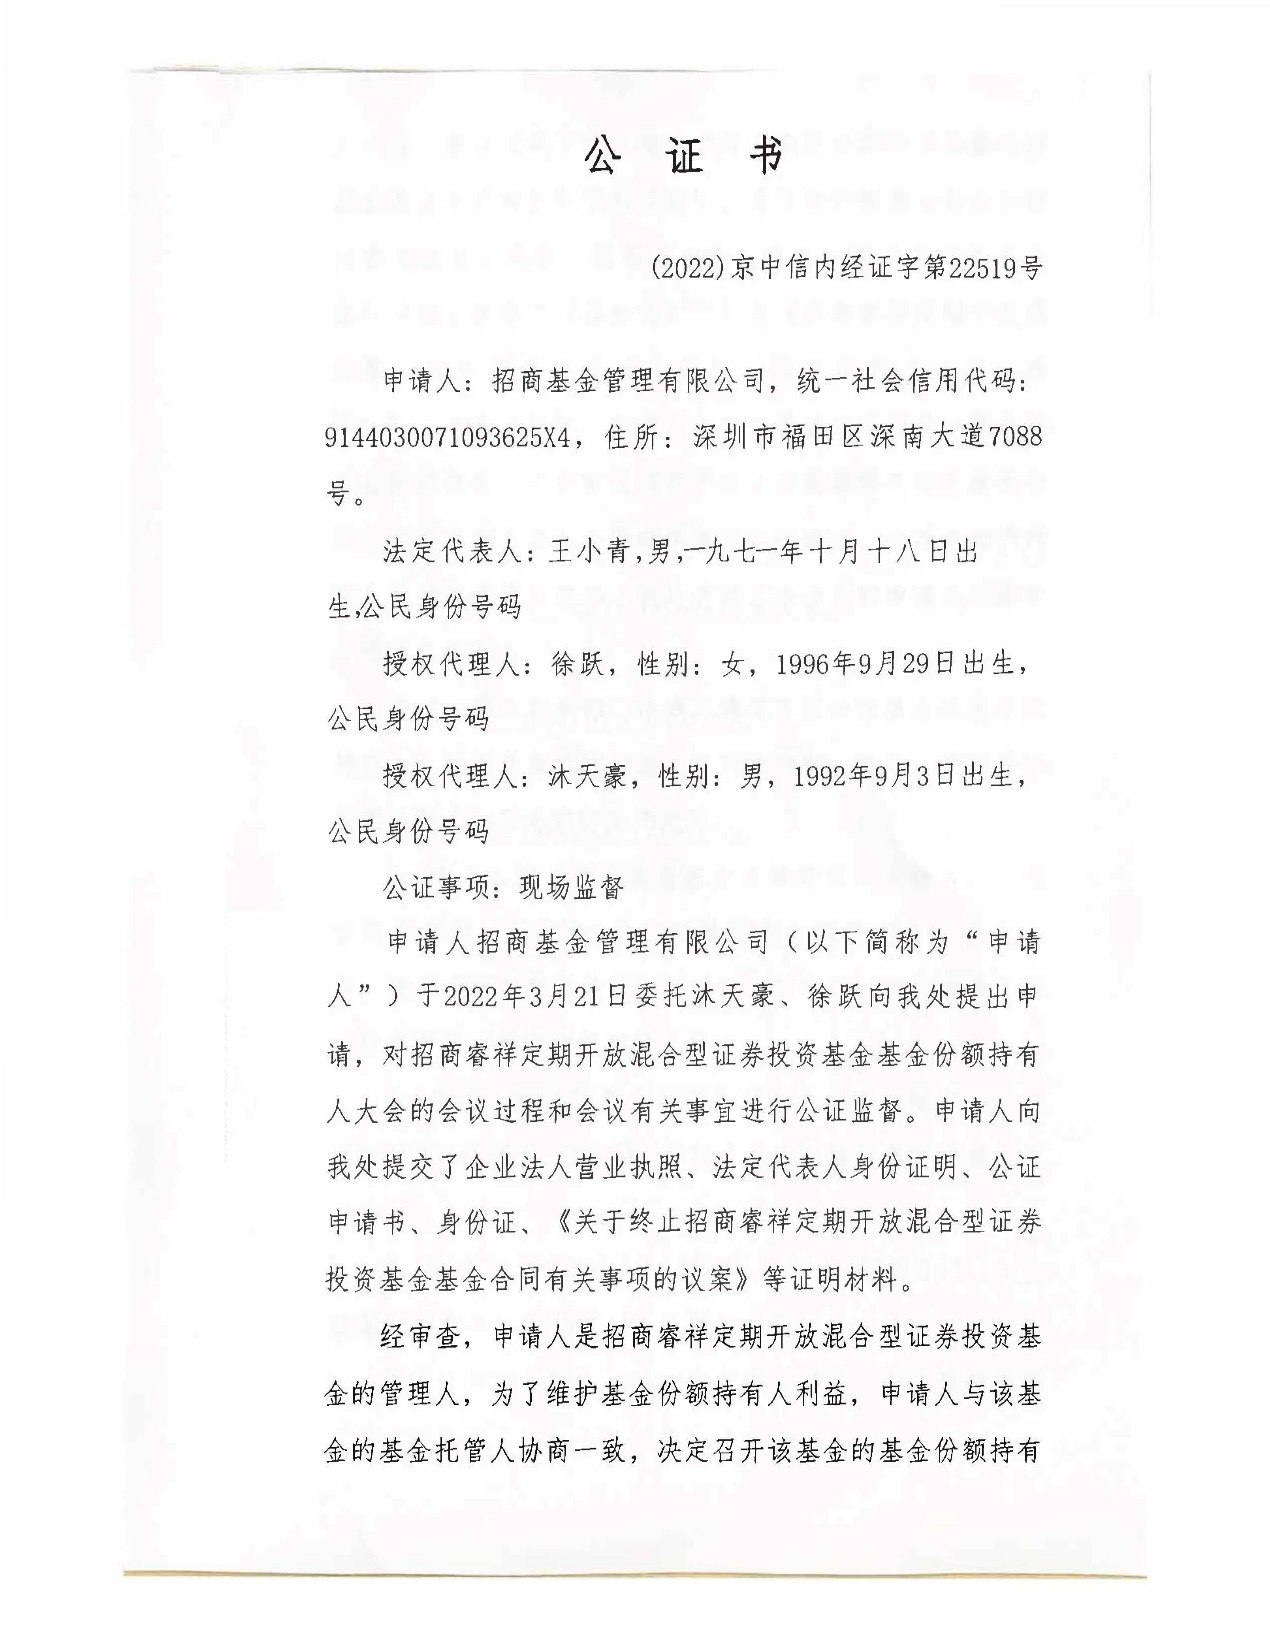 公 证 书
(2022)京中信内经证字第22519号
申请人：招商基金管理有限公司，统一社会信用代码：
9144030071093625X4，住所：深圳市福田区深南大道7088
号。
法定代表人：王小青,男,一九七一年十月十八日出
生,公民身份号码
授权代理人：徐跃，性别：女，1996年9月29日出生，
公民身份号码
授权代理人：沐天豪，性别：男，1992年9月3日出生，
公民身份号码
公证事项：现场监督
申请人招商基金管理有限公司（以下简称为“申请
人”）于2022年3月21日委托沐天豪、徐跃向我处提出申
请，对招商睿祥定期开放混合型证券投资基金基金份额持有
人大会的会议过程和会议有关事宜进行公证监督。申请人向
我处提交了企业法人营业执照、法定代表人身份证明、公证
申请书、身份证、《关于终止招商睿祥定期开放混合型证券
投资基金基金合同有关事项的议案》等证明材料。
经审查，申请人是招商睿祥定期开放混合型证券投资基
金的管理人，为了维护基金份额持有人利益，申请人与该基
金的基金托管人协商一致，决定召开该基金的基金份额持有